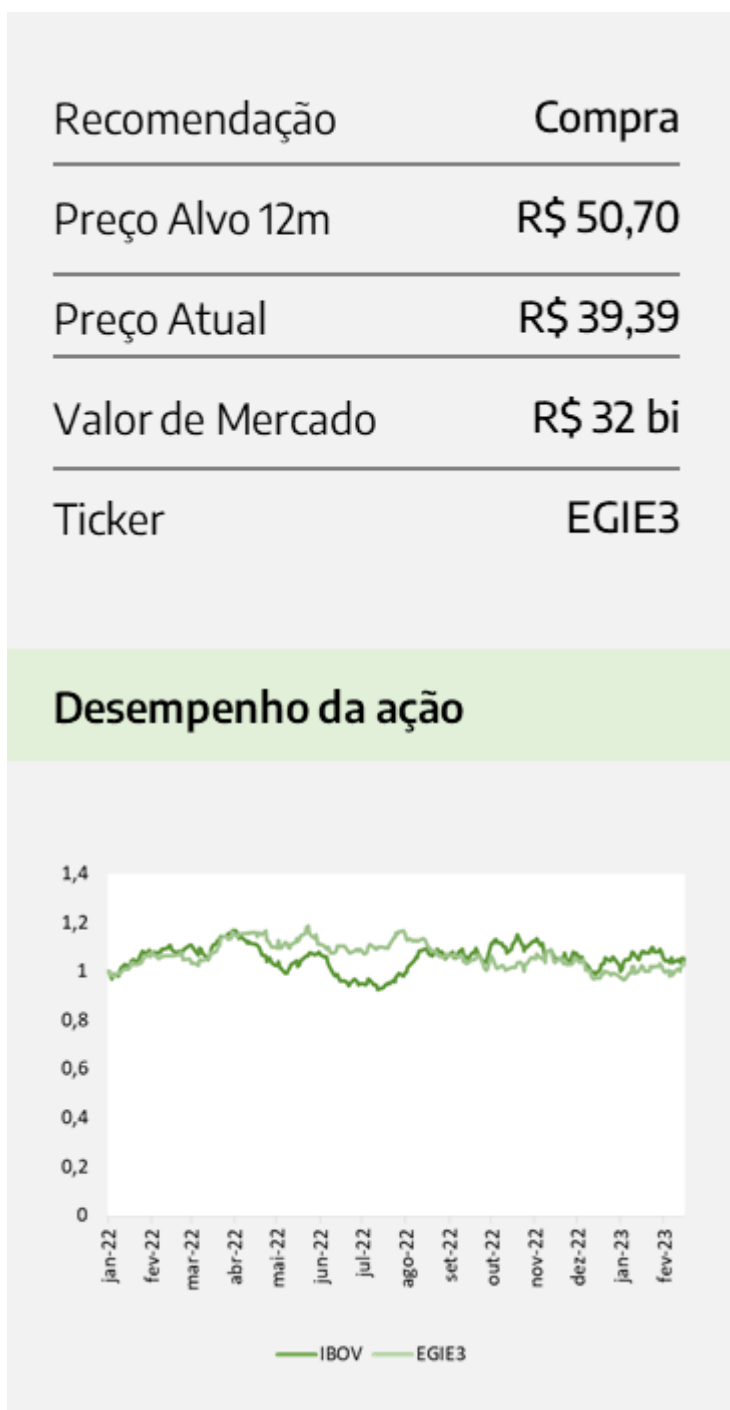 Recomendação Compra
Preço Alvo 12m R$ 50,70
Preço Atual R$ 39,39
Valor de Mercado R$ 32 bi
Ticker EGIE3
Desempenho da ação
1,4
1,2
1
0,8
0,6
0,4
0,2
0
jan-22 fev-22 mar-22 abr-22 mai-22 jun-22 jul-22 ago-22 set-22 out-22 nov-22 dez-22 jan-23 fev-23
IBOV EGIE3